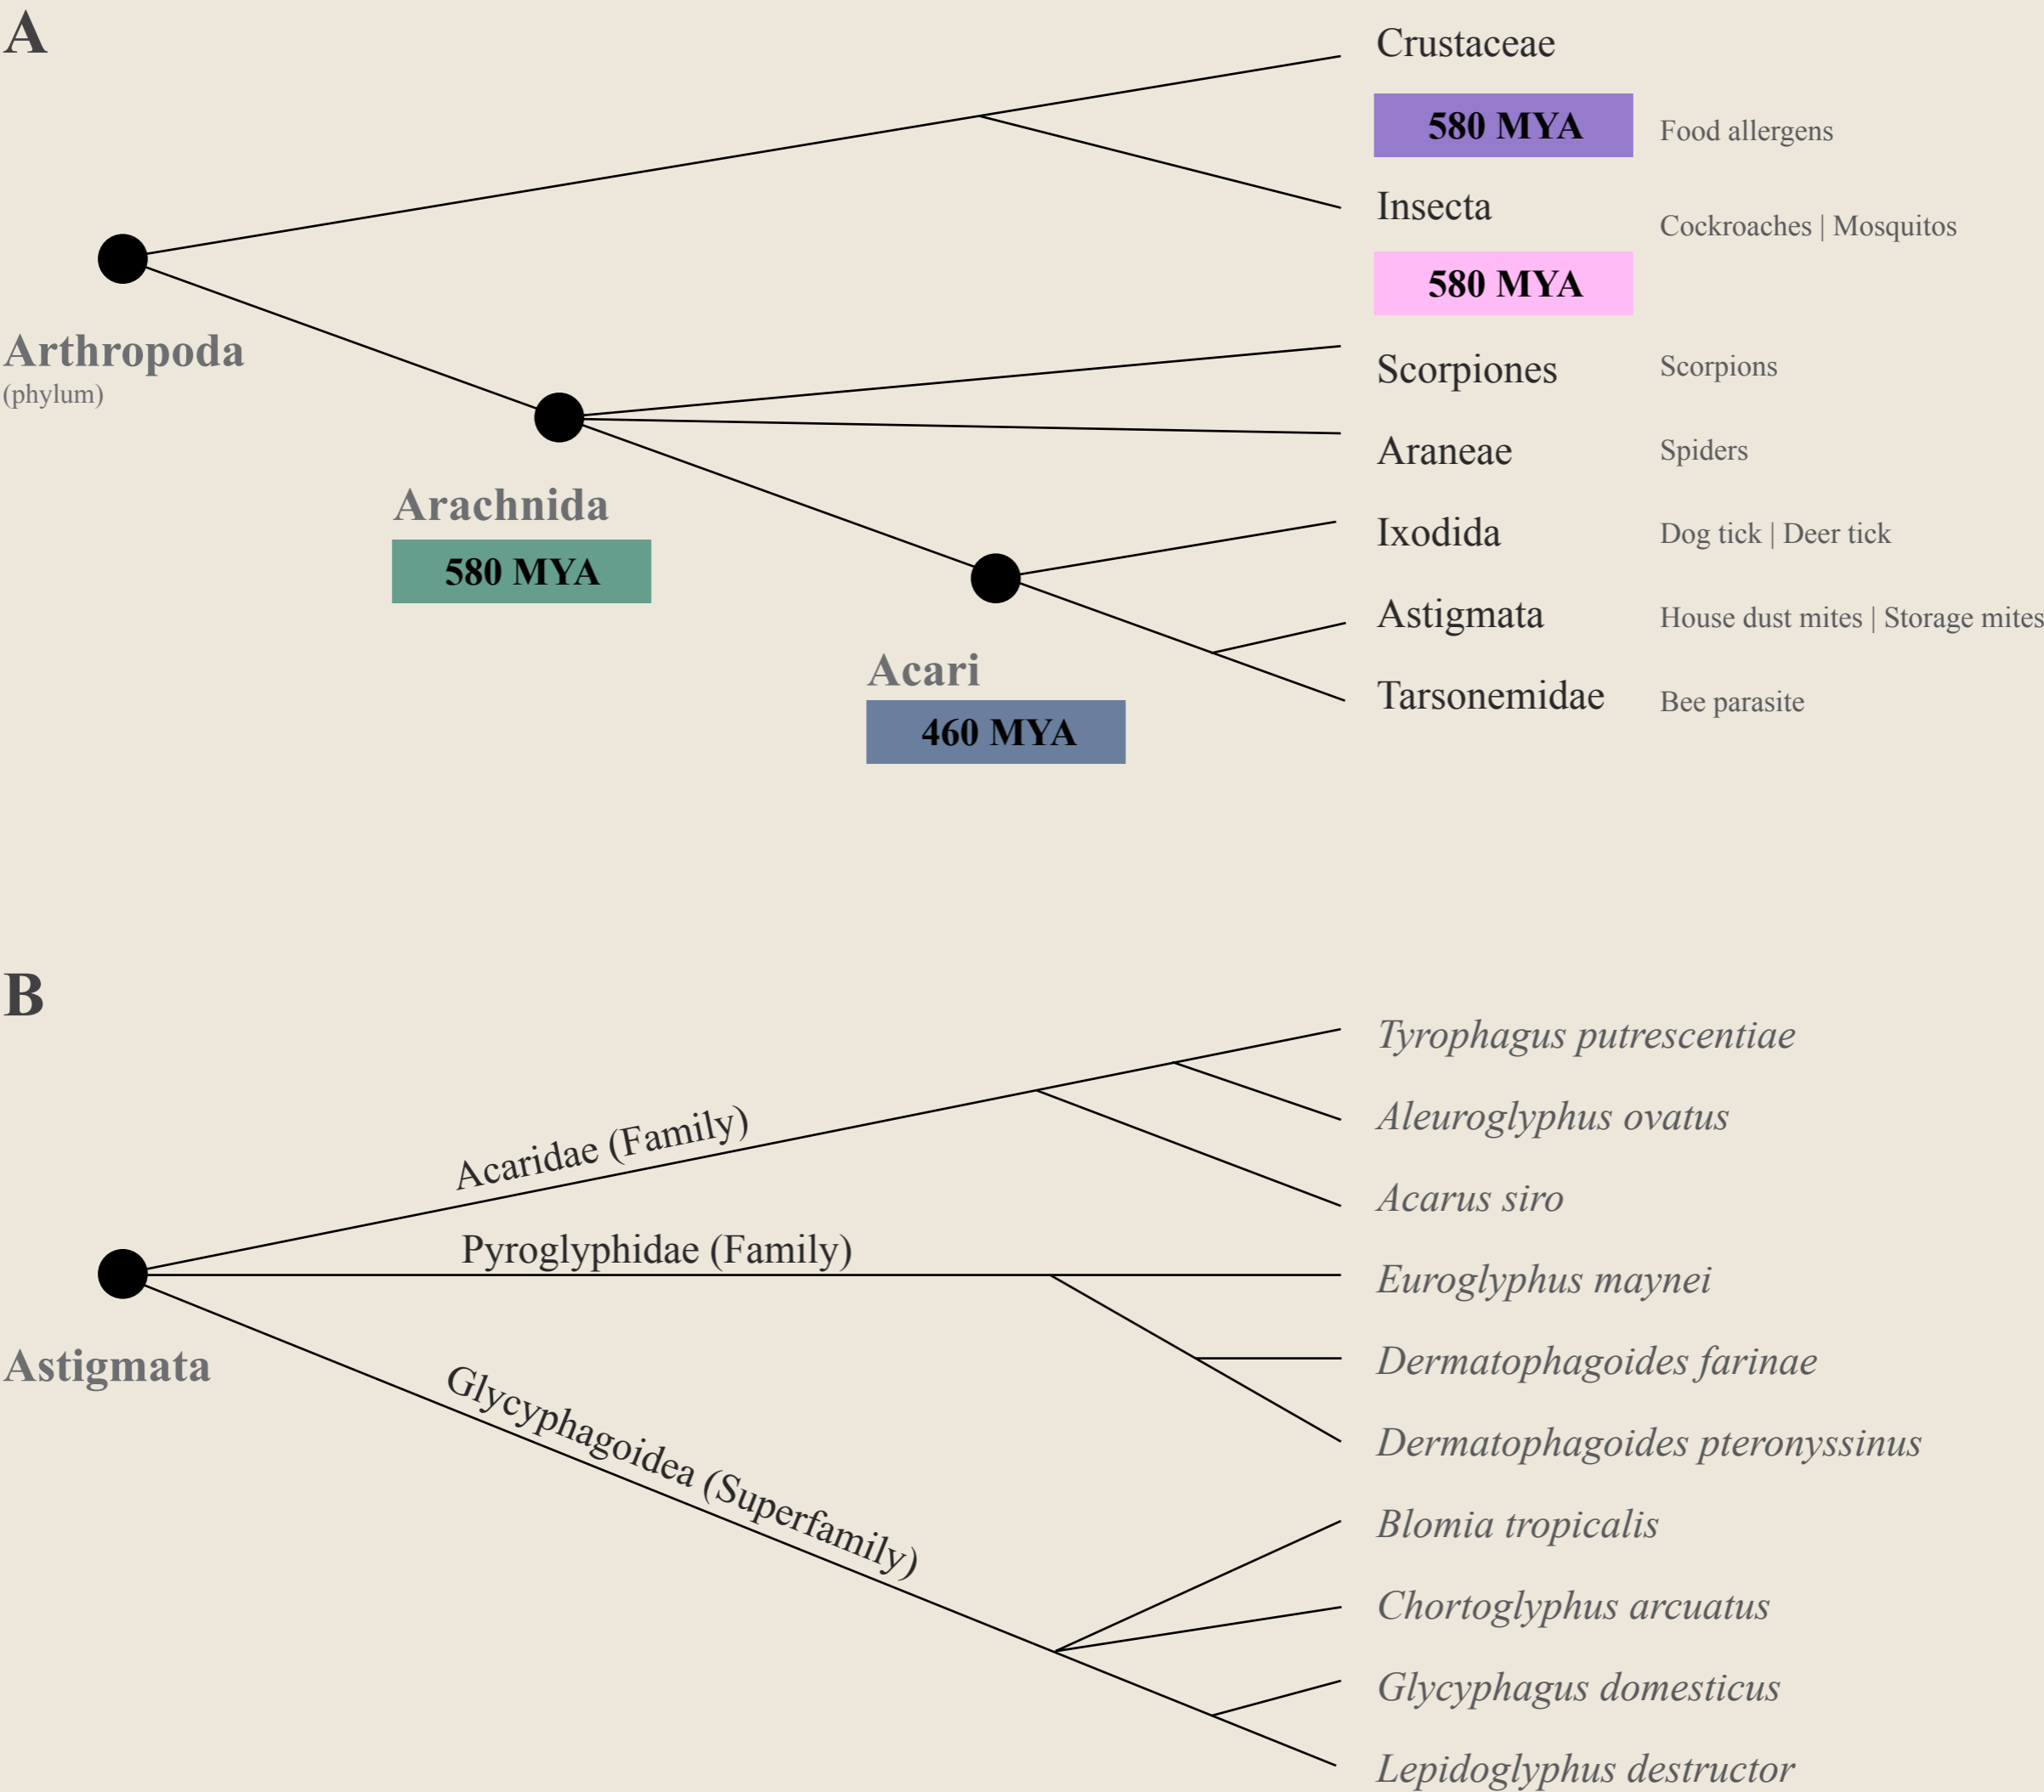 A
Crustaceae
580 MYA
Food allergens
Insecta
Cockroaches | Mosquitos
580 MYA
Arthropoda
(phylum)
Scorpiones
Scorpions
Araneae
Spiders
Arachnida
580 MYA
Ixodida
Dog tick | Deer tick
Astigmata
House dust mites | Storage mites
Acari
460 MYA
Tarsonemidae
Bee parasite
B
Tyrophagus putrescentiae
Aleuroglyphus ovatus
Acaridae (Family)
Acarus siro
Pyroglyphidae (Family)
Euroglyphus maynei
Astigmata
Dermatophagoides farinae
Dermatophagoides pteronyssinus
Glycyphagoidea (Superfamily)
Blomia tropicalis
Chortoglyphus arcuatus
Glycyphagus domesticus
Lepidoglyphus destructor